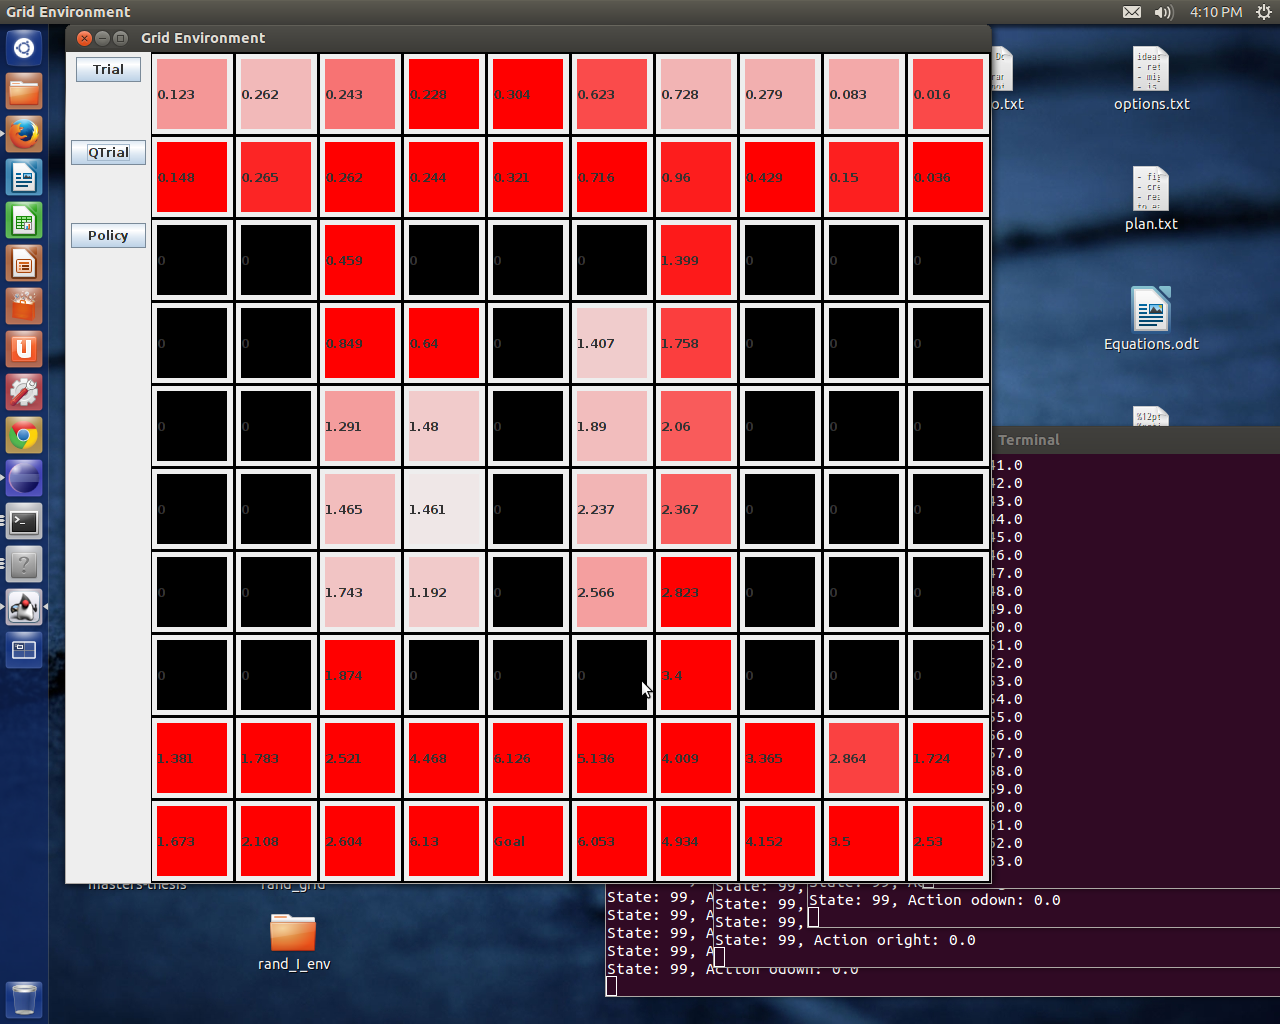 Grid Environment
4:10 PM
Grid Environment
Trial
0.123 0.262 0.243 0.228 0.304 0.623 0.728 0.279 0.083 0.016
QTrial
0.148 0.265 0.262 0.244 0.321 0.716 0.96 0.429 0.15 0.036
Policy
0 0 0.459 0 0 0 1.399 0 0 0
0 0 0.849 0.64 0 1.407 1.758 0 0 0
0 0 1.291 1.48 0 1.89 2.06 0 0 0
0 0 1.465 1.461 0 2.237 2.367 0 0 0
0 0 1.743 1.192 0 2.566 2.823 0 0 0
0 0 1.874 0 0 0 3.4 0 0 0
1.381 1.783 2.521 4.468 6.126 5.136 4.009 3.365 2.864 1.724
1.673 2.108 2.604 6.13 Goal 6.053 4.934 4.152 3.5 2.53
o.txt
options.txt
plan.txt
Equations.odt
Terminal
41.0
42.0
43.0
44.0
45.0
46.0
47.0
48.0
49.0
50.0
51.0
52.0
53.0
54.0
55.0
56.0
57.0
58.0
59.0
60.0
61.0
62.0
63.0
masters-thesis
rand_grid
rand_I_env
State: 99, A
State: 99, A
State: 99, A
State: 99, A
State: 99, Action odown: 0.0
State: 99,
State: 99,
State: 99,
State: 99, Action oright: 0.0
State: 99, A
State: 99, Action odown: 0.0